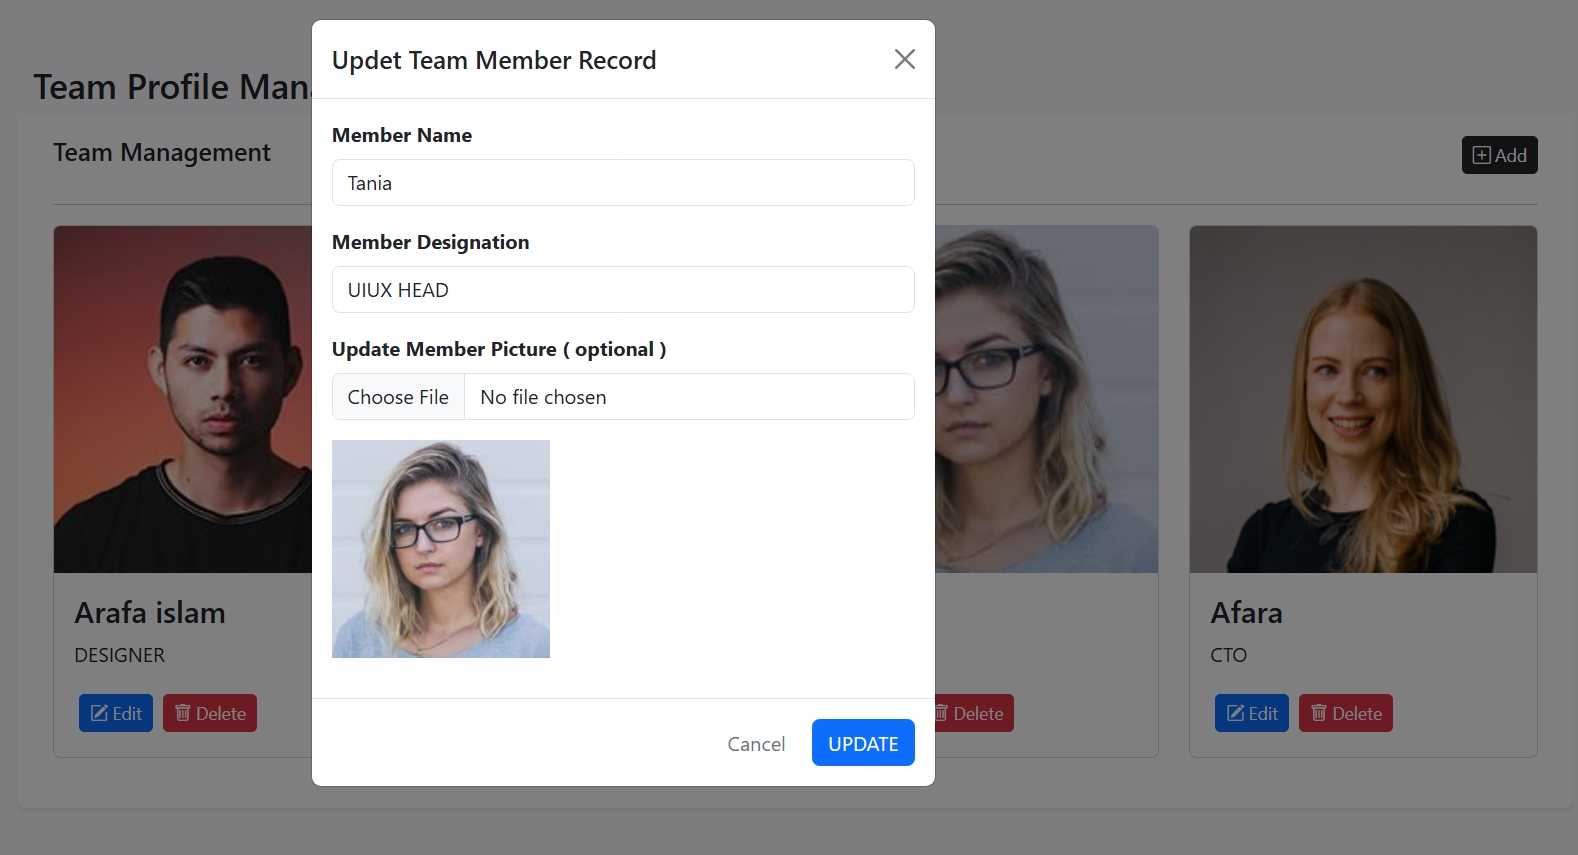 Updet Team Member Record
Team Profile Man
Team Management
Add
Member Name
Tania
Member Designation
UIUX HEAD
Update Member Picture ( optional )
Choose File No file chosen
Arafa islam
DESIGNER
Edit Delete
Delete
Afara
CTO
Edit Delete
Cancel UPDATE